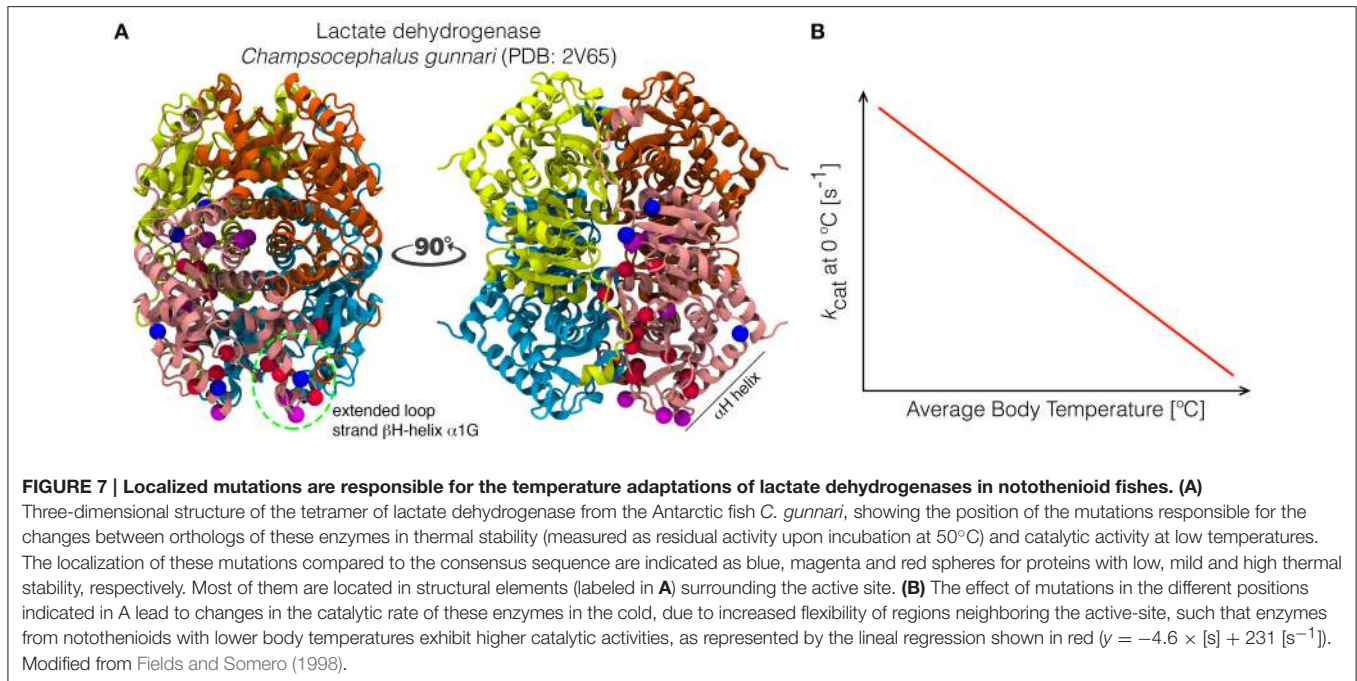 A
Lactate dehydrogenase
Champsocephalus gunnari (PDB: 2V65)
90°
extended loop
strand βH-helix α1G
αH helix
B
kcat at 0 ºC [s-1]
Average Body Temperature [ºC]
FIGURE 7 | Localized mutations are responsible for the temperature adaptations of lactate dehydrogenases in notothenioid fishes. (A)
Three-dimensional structure of the tetramer of lactate dehydrogenase from the Antarctic fish C. gunnari, showing the position of the mutations responsible for the
changes between orthologs of these enzymes in thermal stability (measured as residual activity upon incubation at 50°C) and catalytic activity at low temperatures.
The localization of these mutations compared to the consensus sequence are indicated as blue, magenta and red spheres for proteins with low, mild and high thermal
stability, respectively. Most of them are located in structural elements (labeled in A) surrounding the active site. (B) The effect of mutations in the different positions
indicated in A lead to changes in the catalytic rate of these enzymes in the cold, due to increased flexibility of regions neighboring the active-site, such that enzymes
from notothenioids with lower body temperatures exhibit higher catalytic activities, as represented by the lineal regression shown in red (y = −4.6 × [s] + 231 [s−1]).
Modified from Fields and Somero (1998).